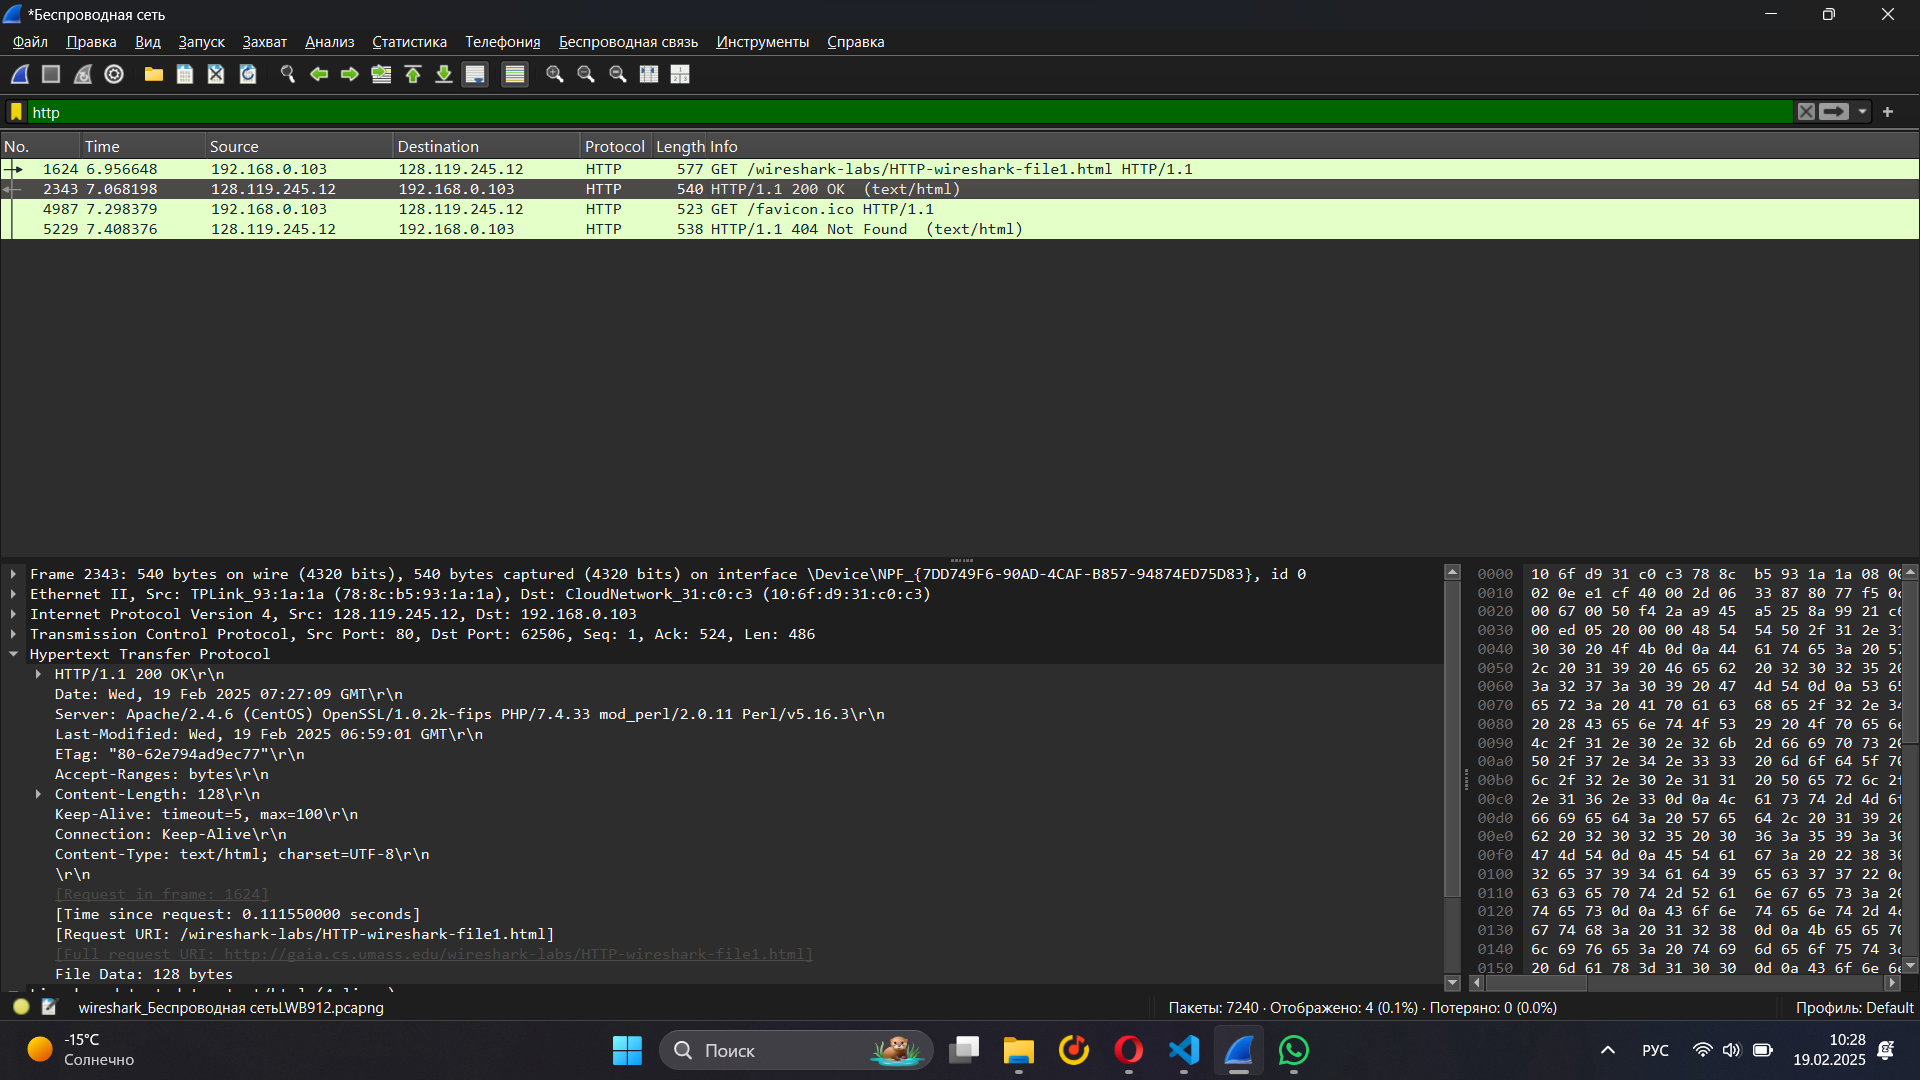 *Беспроводная сеть
Файл Правка Вид Запуск Захват Анализ Статистика Телефония Беспроводная связь Инструменты Справка
http
No. Time Source Destination Protocol Length Info
1624 6.956648 192.168.0.103 128.119.245.12 HTTP 577 GET /wireshark-labs/HTTP-wireshark-file1.html HTTP/1.1
2343 7.068198 128.119.245.12 192.168.0.103 HTTP 540 HTTP/1.1 200 OK (text/html)
4987 7.298379 192.168.0.103 128.119.245.12 HTTP 523 GET /favicon.ico HTTP/1.1
5229 7.408376 128.119.245.12 192.168.0.103 HTTP 538 HTTP/1.1 404 Not Found (text/html)
Frame 2343: 540 bytes on wire (4320 bits), 540 bytes captured (4320 bits) on interface \Device\NPF_{7DD749F6-90AD-4CAF-B857-94874ED75D83}, id 0
Ethernet II, Src: TPLink_93:1a:1a (78:8c:b5:93:1a:1a), Dst: CloudNetwork_31:c0:c3 (10:6f:d9:31:c0:c3)
Internet Protocol Version 4, Src: 128.119.245.12, Dst: 192.168.0.103
Transmission Control Protocol, Src Port: 80, Dst Port: 62506, Seq: 1, Ack: 524, Len: 486
Hypertext Transfer Protocol
HTTP/1.1 200 OK\r\n
Date: Wed, 19 Feb 2025 07:27:09 GMT\r\n
Server: Apache/2.4.6 (CentOS) OpenSSL/1.0.2k-fips PHP/7.4.33 mod_perl/2.0.11 Perl/v5.16.3\r\n
Last-Modified: Wed, 19 Feb 2025 06:59:01 GMT\r\n
ETag: "80-62e794ad9ec77"\r\n
Accept-Ranges: bytes\r\n
Content-Length: 128\r\n
Keep-Alive: timeout=5, max=100\r\n
Connection: Keep-Alive\r\n
Content-Type: text/html; charset=UTF-8\r\n
\r\n
[Request in frame: 1624]
[Time since request: 0.111550000 seconds]
[Request URI: /wireshark-labs/HTTP-wireshark-file1.html]
[Full request URI: http://gaia.cs.umass.edu/wireshark-labs/HTTP-wireshark-file1.html]
File Data: 128 bytes
0000 10 6f d9 31 c0 c3 78 8c b5 93 1a 1a 08
0010 02 0e e1 cf 40 00 2d 06 33 87 80 77 f5
0020 00 67 00 50 f4 2a a9 45 a5 25 8a 99 21
0030 00 ed 05 20 00 00 48 54 54 50 2f 31 2e
0040 30 30 20 4f 4b 0d 0a 44 61 74 65 3a 20
0050 2c 20 31 39 20 46 65 62 20 32 30 32 35
0060 3a 32 37 3a 30 39 20 47 4d 54 0d 0a 53
0070 65 72 3a 20 41 70 61 63 68 65 2f 32 2e
0080 20 28 43 65 6e 74 4f 53 29 20 4f 70 65
0090 4c 2f 31 2e 30 2e 32 6b 2d 66 69 70 73
00a0 50 2f 37 2e 34 2e 33 33 20 6d 6f 64 5f
00b0 6c 2f 32 2e 30 2e 31 31 20 50 65 72 6c
00c0 2e 31 36 2e 33 0d 0a 4c 61 73 74 2d 4d
00d0 66 69 65 64 3a 20 57 65 64 2c 20 31 39
00e0 62 20 32 30 32 35 20 30 36 3a 35 39 3a
00f0 47 4d 54 0d 0a 45 54 61 67 3a 20 22 38
0100 32 65 37 39 34 61 64 39 65 63 37 37 22
0110 63 63 65 70 74 2d 52 61 6e 67 65 73 3a
0120 74 65 73 0d 0a 43 6f 6e 74 65 6e 74 2d
0130 67 74 68 3a 20 31 32 38 0d 0a 4b 65 65
0140 6c 69 76 65 3a 20 74 69 6d 65 6f 75 74
0150 20 6d 61 78 3d 31 30 30 0d 0a 43 6f 6e
wireshark_Беспроводная сетьLWB912.pcapng
Пакеты: 7240 · Отображено: 4 (0.1%) · Потеряно: 0 (0.0%)
Профиль: Default
-15°C
Солнечно
Поиск
РУС
10:28
19.02.2025